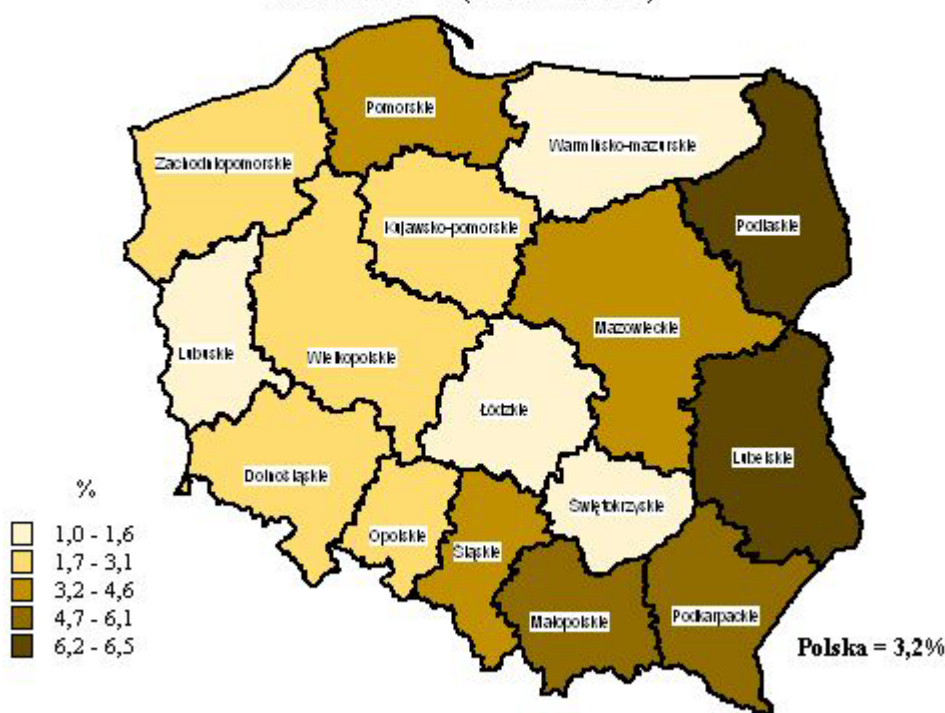 Pomorskie
Warmińsko-mazurskie
Zachodniopomorskie
Podlaskie
Kujawsko-pomorskie
Mazowieckie
Lubuskie
Wielkopolskie
Łódzkie
Lubelskie
Dolnośląskie
Świętokrzyskie
Opolskie
Śląskie
Małopolskie
Podkarpackie
%
1,0 - 1,6
1,7 - 3,1
3,2 - 4,6
4,7 - 6,1
6,2 - 6,5
Polska = 3,2%